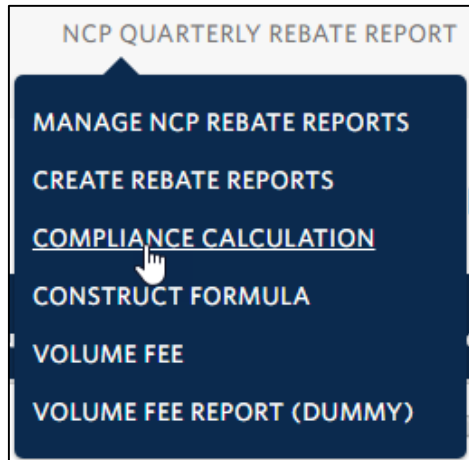 NCP QUARTERLY REBATE REPORT
MANAGE NCP REBATE REPORTS
CREATE REBATE REPORTS
COMPLIANCE CALCULATION
CONSTRUCT FORMULA
VOLUME FEE
VOLUME FEE REPORT (DUMMY)